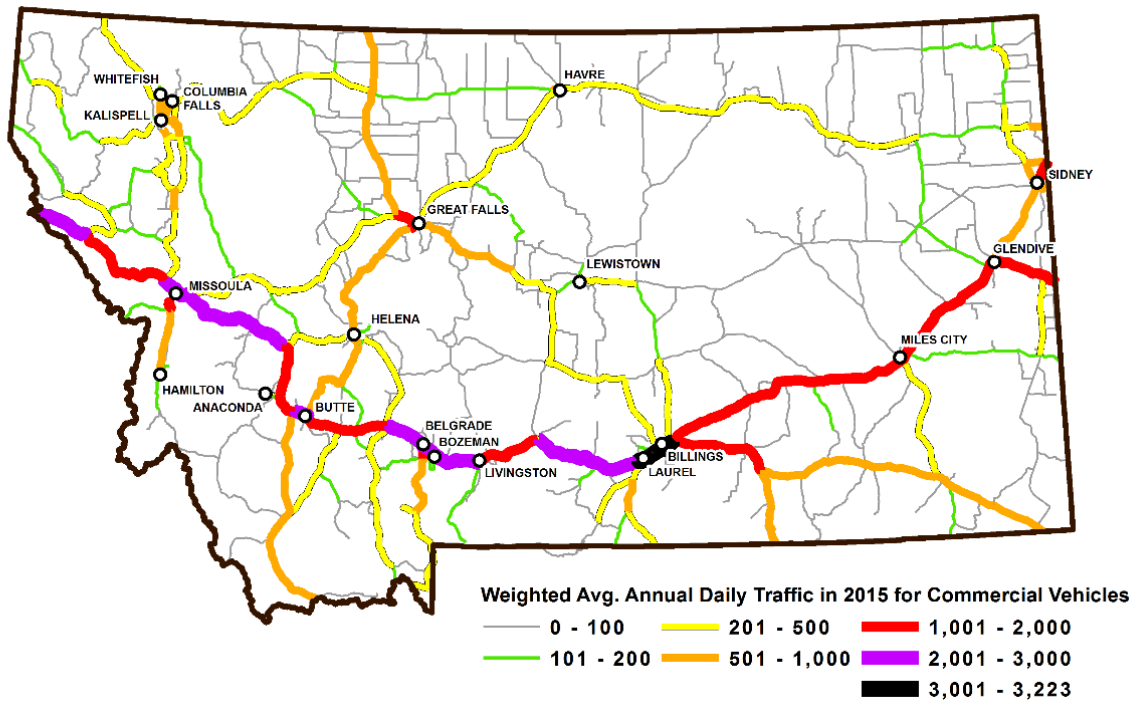 WHITEFISH
COLUMBIA
FALLS
KALISPELL
HAVRE
SIDNEY
GREAT FALLS
GLENDIVE
LEWISTOWN
MISSOULA
HELENA
MILES CITY
HAMILTON
ANACONDA
BUTTE
BELGRADE
BOZEMAN
LIVINGSTON
BILLINGS
LAUREL
Weighted Avg. Annual Daily Traffic in 2015 for Commercial Vehicles
0 - 100
201 - 500
1,001 - 2,000
101 - 200
501 - 1,000
2,001 - 3,000
3,001 - 3,223